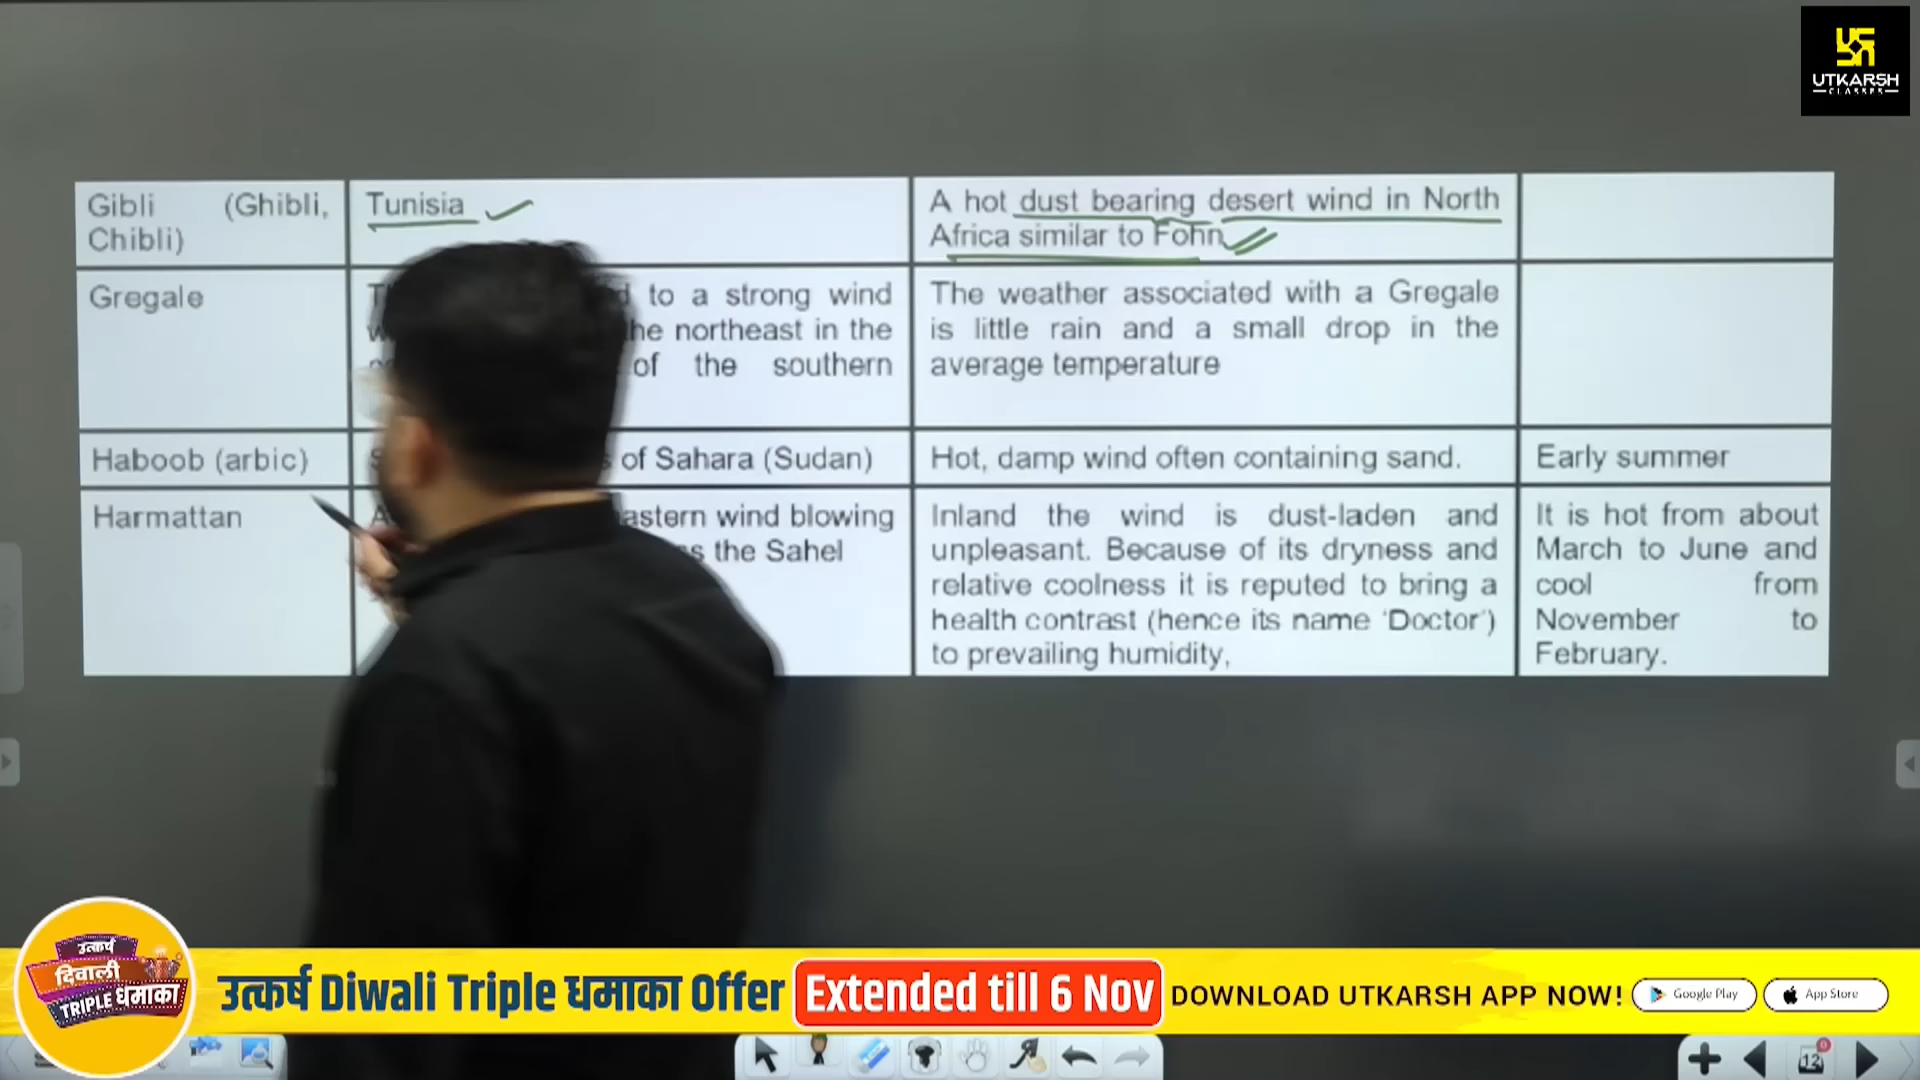 UTKARSH
CLASSES
Gibli (Ghibli,
Chibli)
Tunisia
A hot dust bearing desert wind in North
Africa similar to Fohn
Gregale
to a strong wind
the northeast in the
of the southern
The weather associated with a Gregale
is little rain and a small drop in the
average temperature
Haboob (arbic)
of Sahara (Sudan)
Hot, damp wind often containing sand.
Early summer
Harmattan
wind blowing
the Sahel
Inland the wind is dust-laden and
unpleasant. Because of its dryness and
relative coolness it is reputed to bring a
health contrast (hence its name 'Doctor')
to prevailing humidity,
It is hot from about
March to June and
cool from
November to
February.
उत्कर्ष
दिवाली
TRIPLE धमाका
उत्कर्ष Diwali Triple धमाका Offer Extended till 6 Nov DOWNLOAD UTKARSH APP NOW! Google Play App Store
12
0